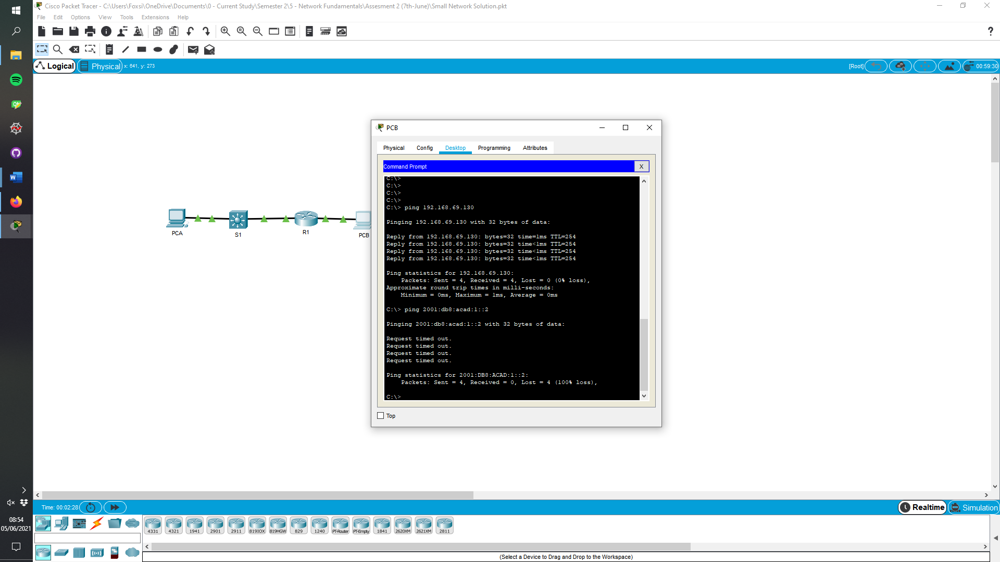 Cisco Packet Tracer - C:\Users\Foxsi\OneDrive\Documents\0 - Current Study\Semester 2\5 - Network Fundamentals\Assesment 2 (7th-June)\Small Network Solution.pkt
File Edit Options View Tools Extensions Help
Logical Physical x: 641, y: 273 [Root] 00:59:30
PCB
Physical Config Desktop Programming Attributes
Command Prompt X
C:\>
C:\>
C:\>
C:\>
C:\> ping 192.168.69.130
Pinging 192.168.69.130 with 32 bytes of data:
Reply from 192.168.69.130: bytes=32 time=1ms TTL=254
Reply from 192.168.69.130: bytes=32 time<1ms TTL=254
Reply from 192.168.69.130: bytes=32 time<1ms TTL=254
Reply from 192.168.69.130: bytes=32 time<1ms TTL=254
Ping statistics for 192.168.69.130:
Packets: Sent = 4, Received = 4, Lost = 0 (0% loss),
Approximate round trip times in milli-seconds:
Minimum = 0ms, Maximum = 1ms, Average = 0ms
C:\> ping 2001:db8:acad:1::2
Pinging 2001:db8:acad:1::2 with 32 bytes of data:
Request timed out.
Request timed out.
Request timed out.
Request timed out.
Ping statistics for 2001:DB8:ACAD:1::2:
Packets: Sent = 4, Received = 0, Lost = 4 (100% loss),
C:\>
Top
PCA S1 R1 PCB
Time: 00:02:28 Realtime Simulation
4331 4321 1941 2901 2911 819IOX 819HGW 829 1240 PT-Router PT-Empty 1841 2620XM 2621XM 2811
(Select a Device to Drag and Drop to the Workspace)
08:54
05/06/2021